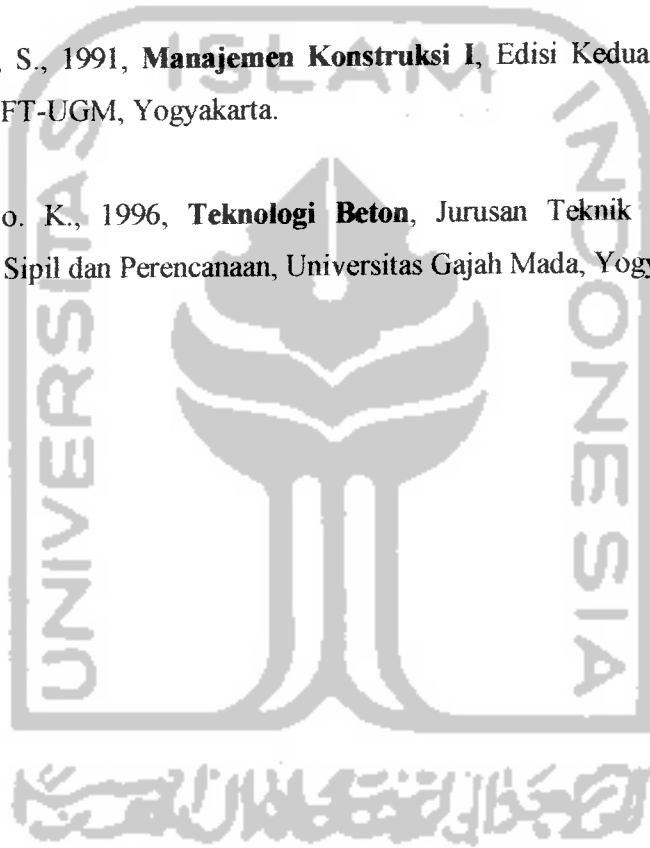 , S., 1991, Manajemen Konstruksi I, Edisi Kedua
FT-UGM, Yogyakarta.
o. K., 1996, Teknologi Beton, Jurusan Teknik
Sipil dan Perencanaan, Universitas Gajah Mada, Yogy
ISLAM
UNIVERSITAS
INDONESIA